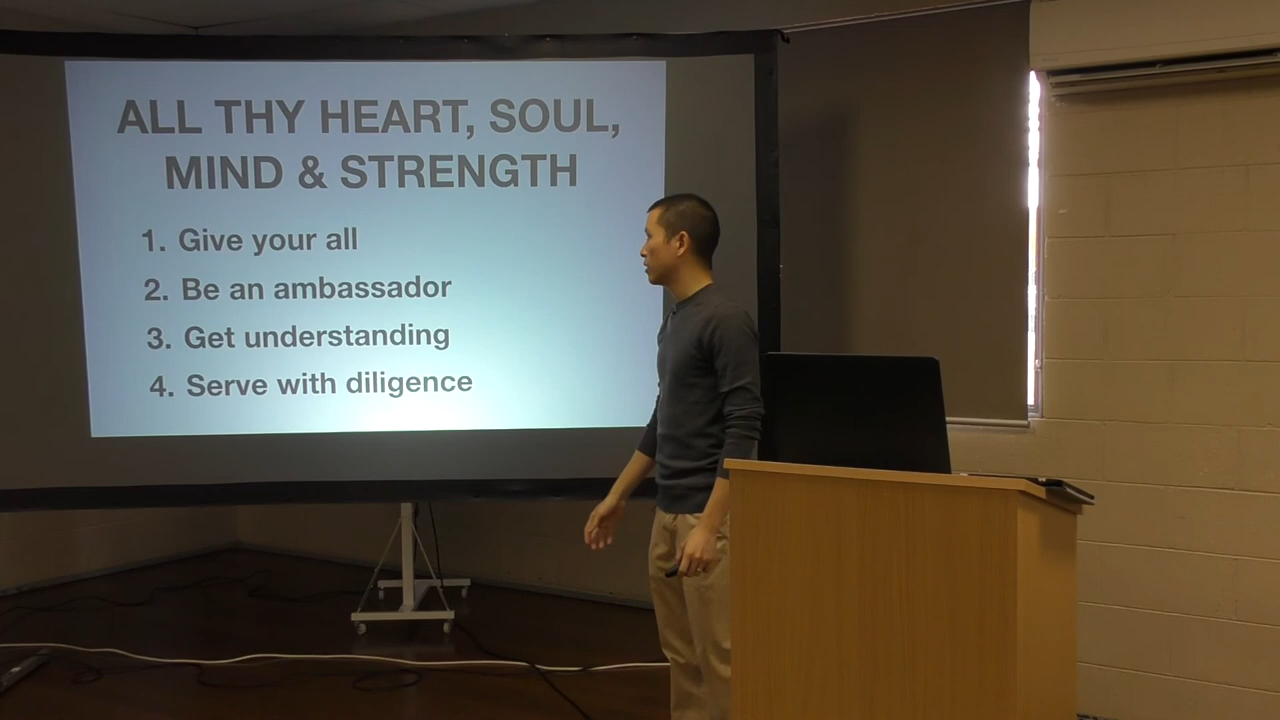 ALL THY HEART, SOUL,
MIND & STRENGTH
1. Give your all
2. Be an ambassador
3. Get understanding
4. Serve with diligence